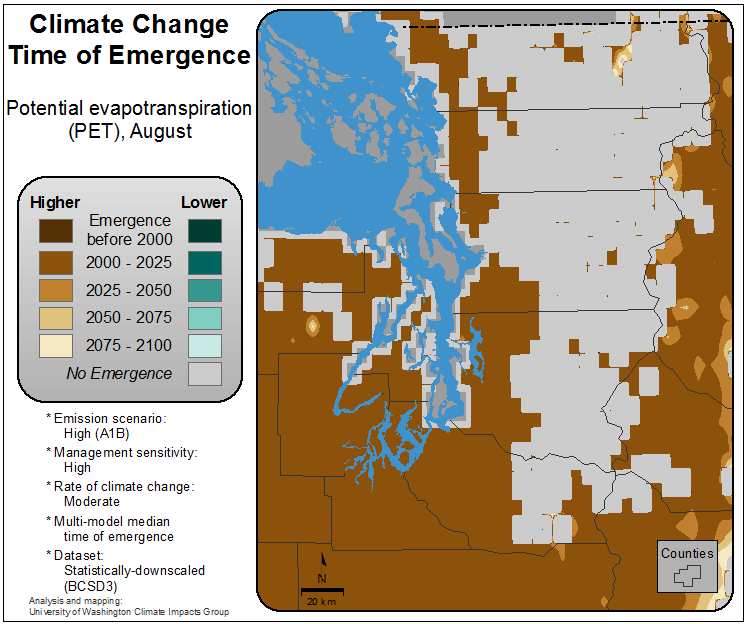 Climate Change
Time of Emergence
Potential evapotranspiration
(PET), August
Higher Lower
Emergence
before 2000
2000 - 2025
2025 - 2050
2050 - 2075
2075 - 2100
No Emergence
* Emission scenario:
High (A1B)
* Management sensitivity:
High
* Rate of climate change:
Moderate
* Multi-model median
time of emergence
* Dataset:
Statistically-downscaled
(BCSD3)
Analysis and mapping:
University of Washington Climate Impacts Group
N
20 km
Counties